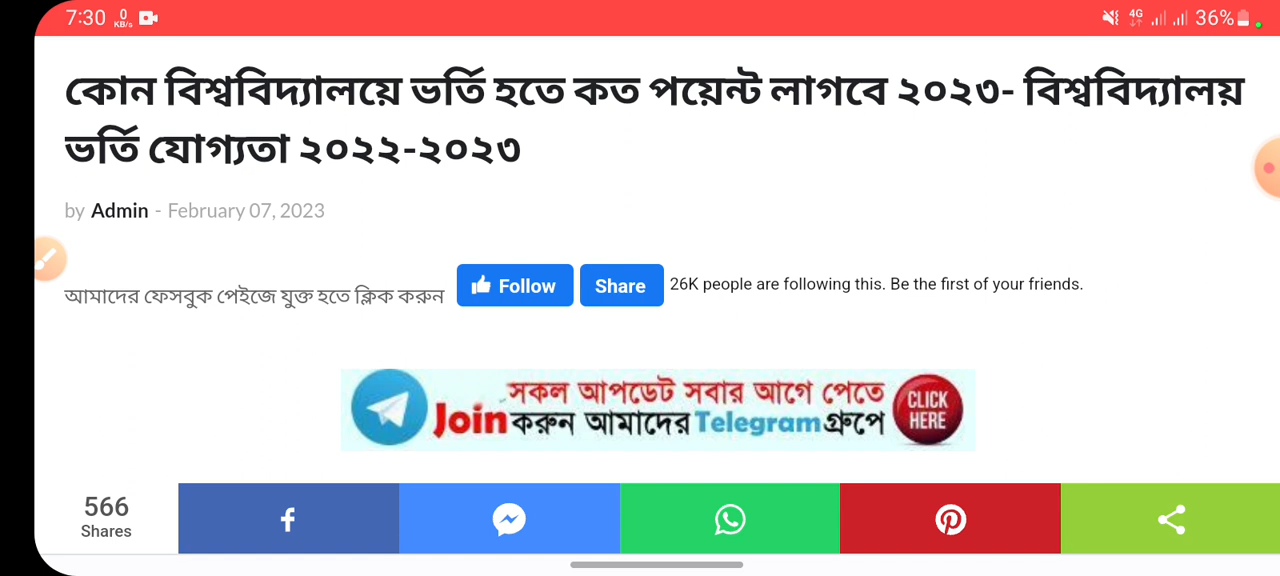 7:30 0 KB/s 4G 36%
কোন বিশ্ববিদ্যালয়ে ভর্তি হতে কত পয়েন্ট লাগবে ২০২৩- বিশ্ববিদ্যালয়
ভর্তি যোগ্যতা ২০২২-২০২৩
by Admin - February 07, 2023
আমাদের ফেসবুক পেইজে যুক্ত হতে ক্লিক করুন Follow Share 26K people are following this. Be the first of your friends.
সকল আপডেট সবার আগে পেতে
Join করুন আমাদের Telegram গ্রুপে
CLICK
HERE
566
Shares